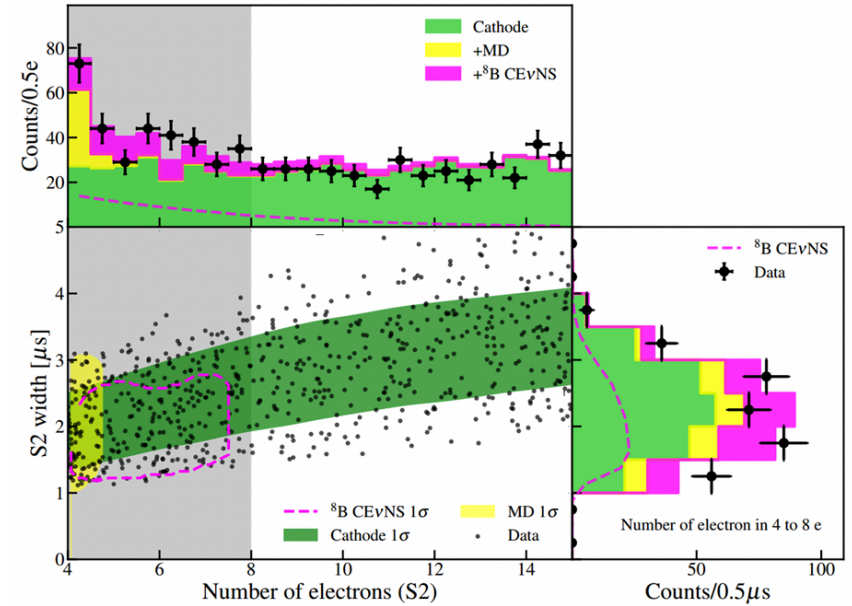 Cathode
+MD
+⁸B CEνNS
Counts/0.5e
80
60
40
20
5
4
3
2
1
0
S2 width [μs]
⁸B CEνNS 1σ
MD 1σ
Cathode 1σ
Data
4
6
8
10
12
14
Number of electrons (S2)
⁸B CEνNS
Data
Number of electron in 4 to 8 e
50
100
Counts/0.5μs